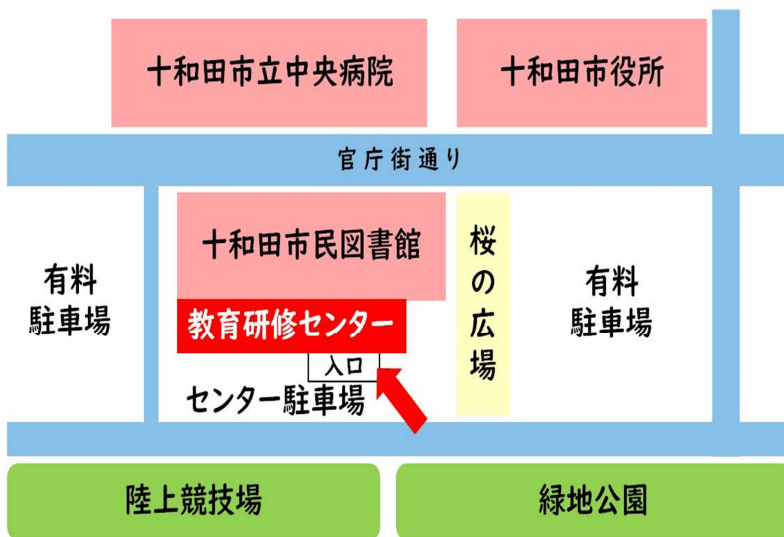 十和田市立中央病院
十和田市役所
官庁街通り
有料
駐車場
十和田市民図書館
教育研修センター
入口
センター駐車場
桜の広場
有料
駐車場
陸上競技場
緑地公園